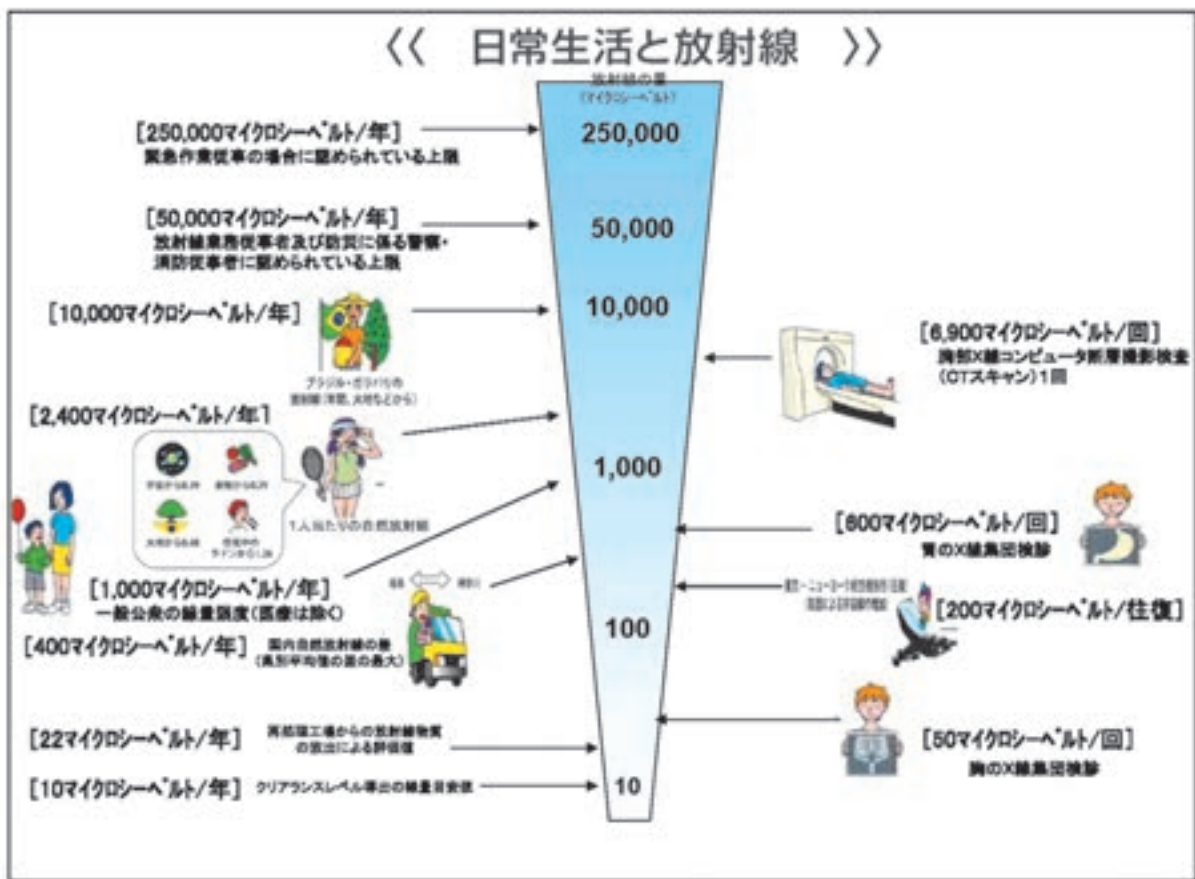 《 日常生活と放射線 》
放射線の量
(マイクロシーベルト)
250,000
50,000
10,000
1,000
100
10
[250,000マイクロシーベルト/年]
緊急作業従事の場合に認められている上限
[50,000マイクロシーベルト/年]
放射線業務従事者及び防災に係る警察・
消防従事者に認められている上限
[10,000マイクロシーベルト/年]
ブラジル・ガラパリの
放射線(年間、大地などから)
[2,400マイクロシーベルト/年]
1人当たりの自然放射線
[1,000マイクロシーベルト/年]
一般公衆の線量限度(医療は除く)
[400マイクロシーベルト/年]
国内自然放射線の差
(県別平均値の差の最大)
[22マイクロシーベルト/年]
再処理工場からの放射線物質
の放出による評価値
[10マイクロシーベルト/年]
クリアランスレベル導出の線量目安値
[6,900マイクロシーベルト/回]
胸部X線コンピュータ断層撮影検査
(CTスキャン)1回
[600マイクロシーベルト/回]
胃のX線集団検診
[200マイクロシーベルト/往復]
[50マイクロシーベルト/回]
胸のX線集団検診